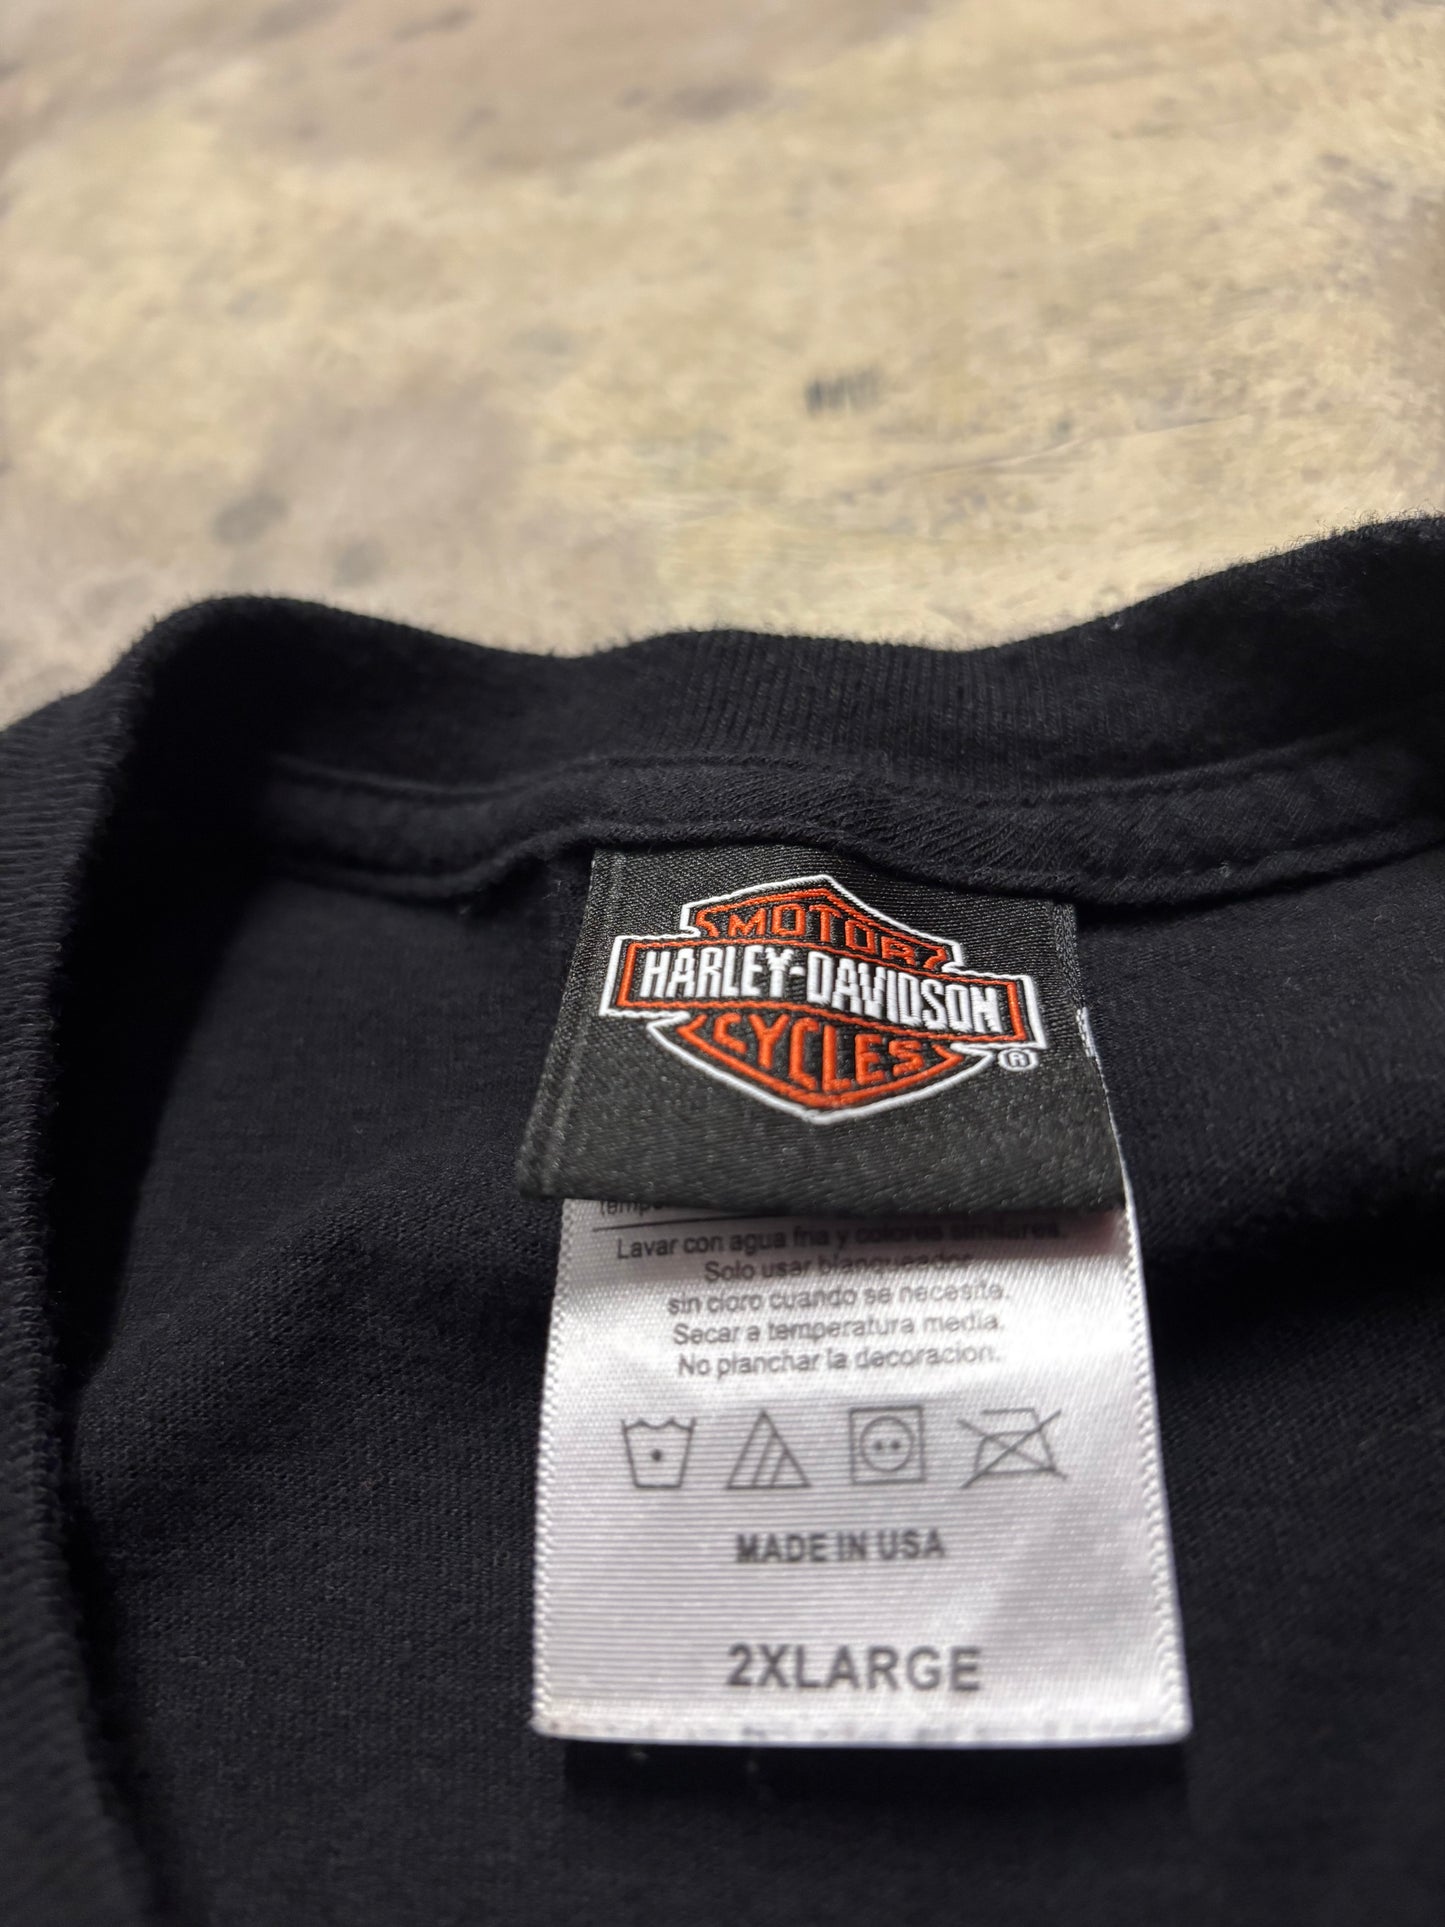 MOTOR
HARLEY-DAVIDSON
CYCLES
®
Lavar con agua fria y colores similares.
Solo usar blanqueador
sin cloro cuando se necesite.
Secar a temperatura media.
No planchar la decoracion.
MADE IN USA
2XLARGE